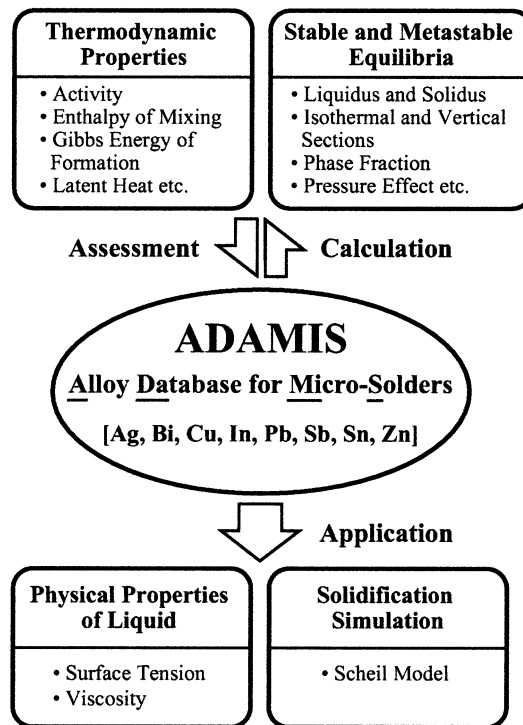 Thermodynamic
Properties
• Activity
• Enthalpy of Mixing
• Gibbs Energy of
Formation
• Latent Heat etc.
Stable and Metastable
Equilibria
• Liquidus and Solidus
• Isothermal and Vertical
Sections
• Phase Fraction
• Pressure Effect etc.
Assessment
Calculation
ADAMIS
Alloy Database for Micro-Solders
[Ag, Bi, Cu, In, Pb, Sb, Sn, Zn]
Application
Physical Properties
of Liquid
• Surface Tension
• Viscosity
Solidification
Simulation
• Scheil Model